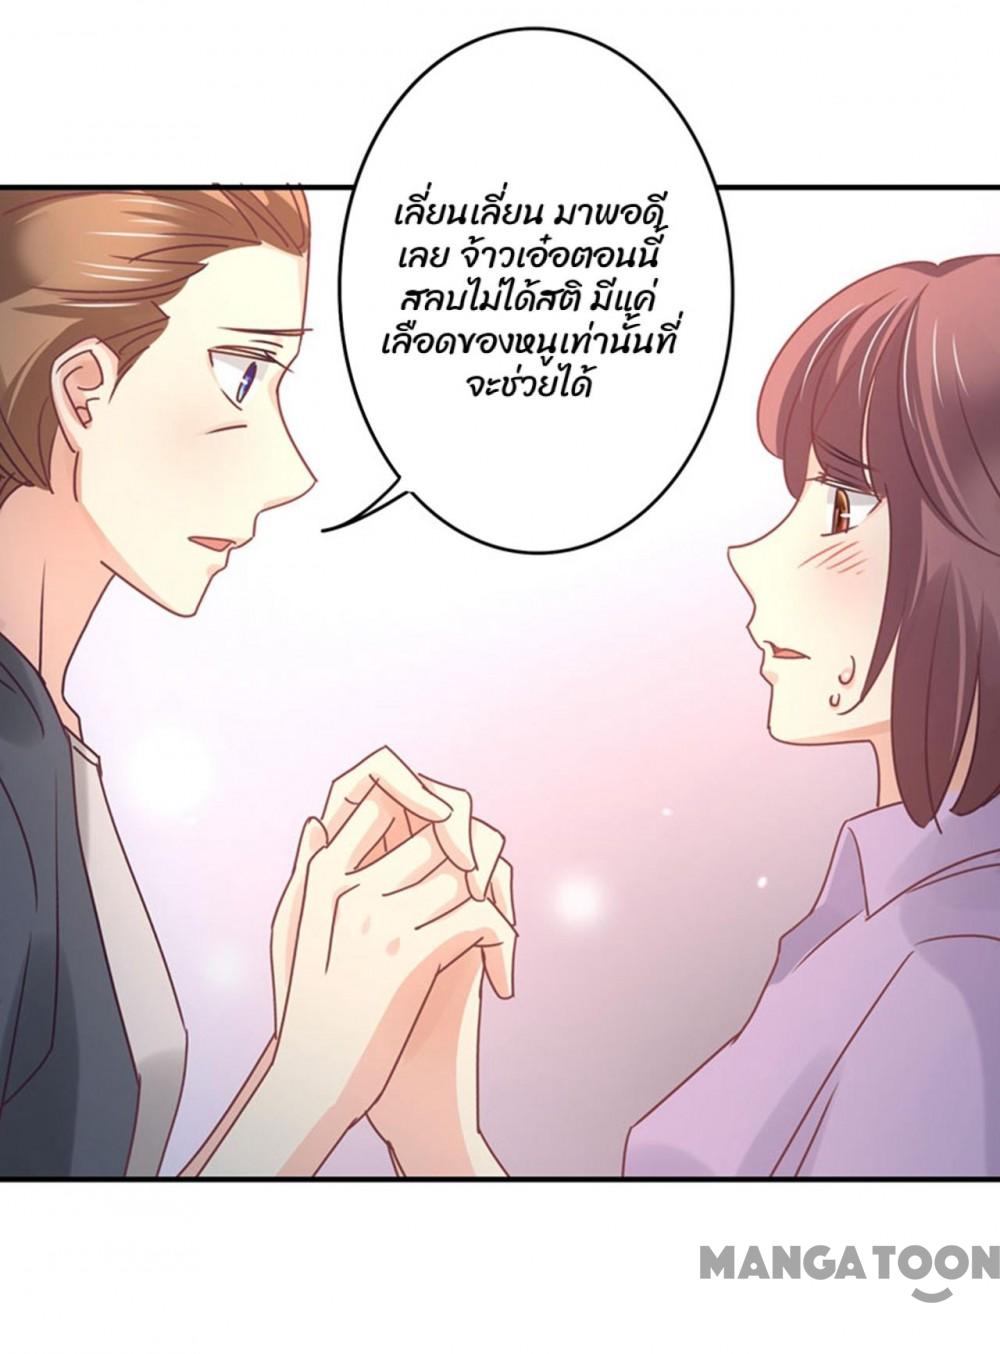 เลี่ยนเลี่ยน มาพอดี
เลย จ้าวเอ๋อตอนนี้
สลบไม่ได้สติ มีแค่
เลือดของหนูเท่านั้นที่
จะช่วยได้
MANGATOON